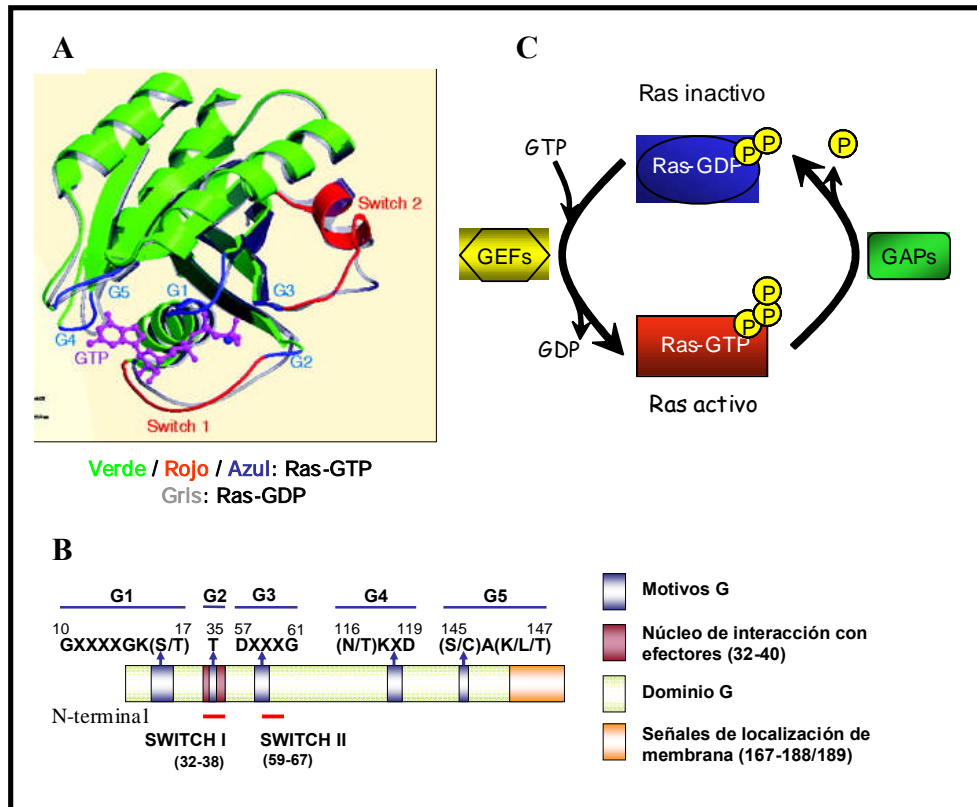 A
G5
G1
G3
G4
GTP
G2
Switch 2
Switch 1
Verde / Rojo / Azul: Ras-GTP
Gris: Ras-GDP
C
Ras inactivo
GTP
Ras-GDP
P
P
P
GEFs
GAPs
GDP
Ras-GTP
P
P
P
Ras activo
B
G1
G2
G3
G4
G5
10 17 35 57 61 116 119 145 147
GXXXXGK(S/T) T DXXXG (N/T)KXD (S/C)A(K/L/T)
N-terminal
SWITCH I
(32-38)
SWITCH II
(59-67)
Motivos G
Núcleo de interacción con
efectores (32-40)
Dominio G
Señales de localización de
membrana (167-188/189)